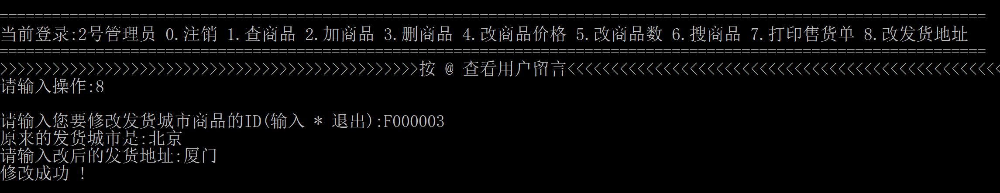 =================================================================================================================
当前登录:2号管理员 0.注销 1.查商品 2.加商品 3.删商品 4.改商品价格 5.改商品数 6.搜商品 7.打印售货单 8.改发货地址
=================================================================================================================
>>>>>>>>>>>>>>>>>>>>>>>>>>>>>>>>>>>>>>>>>>>>>>>>按 @ 查看用户留言<<<<<<<<<<<<<<<<<<<<<<<<<<<<<<<<<<<<<<<<<<<<<<<<<<
请输入操作:8
请输入您要修改发货城市商品的ID(输入 * 退出):F000003
原来的发货城市是:北京
请输入改后的发货地址:厦门
修改成功 !